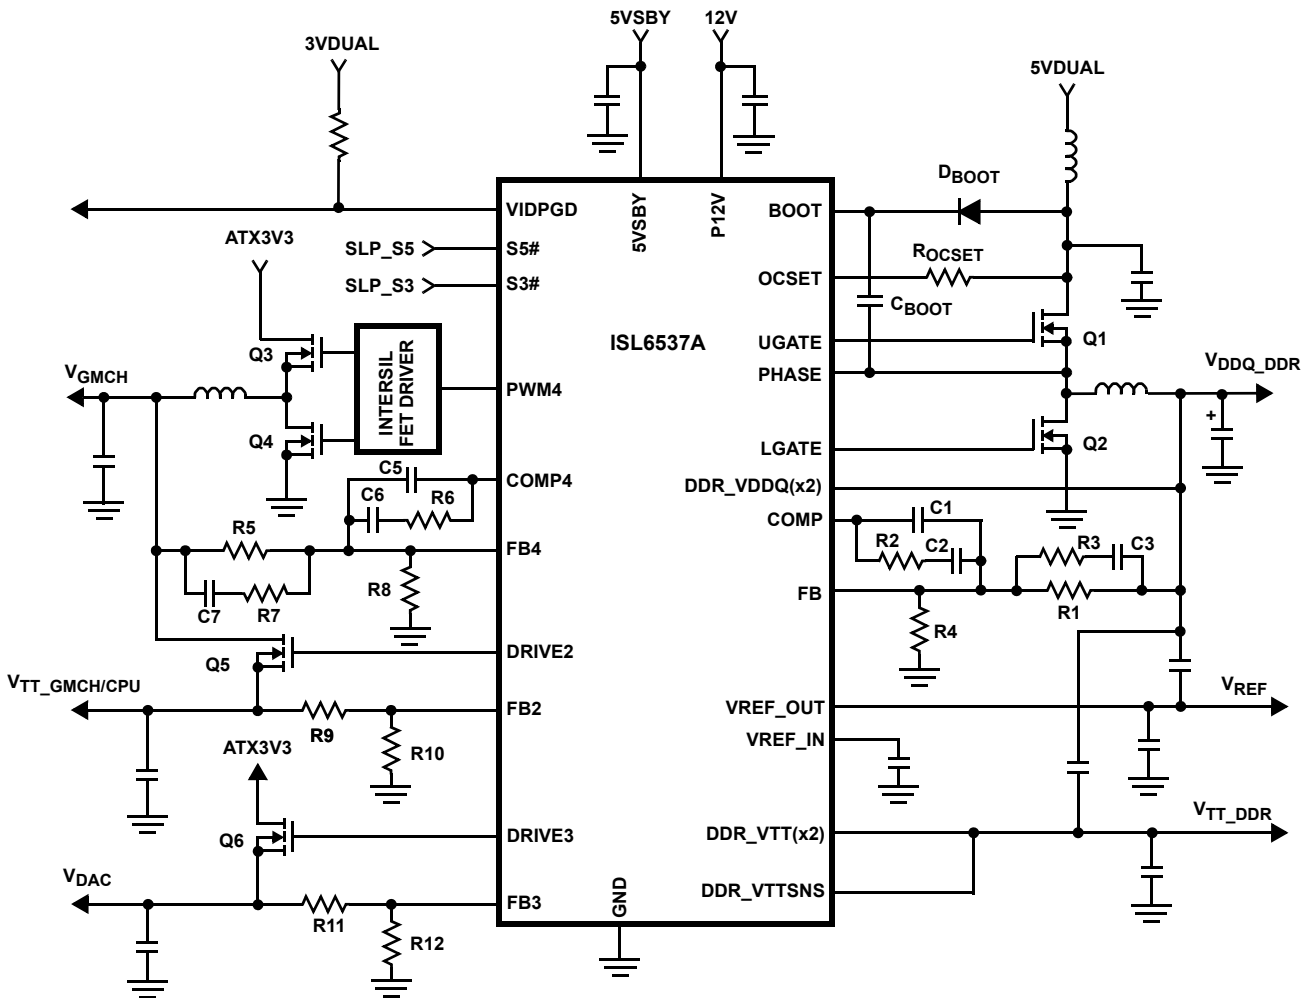 5VSBY
12V
3VDUAL
5VDUAL
VIDPGD
5VSBY
P12V
BOOT
DBOOT
ATX3V3
SLP_S5
S5#
SLP_S3
S3#
OCSET
ROCSET
CBOOT
ISL6537A
Q3
INTERSIL
FET DRIVER
UGATE
Q1
VGMCH
PWM4
PHASE
VDDQ_DDR
+
Q4
LGATE
Q2
C5
COMP4
DDR_VDDQ(x2)
C6
R6
COMP
C1
R5
FB4
R2
C2
R3
C3
C7
R7
R8
FB
R1
R4
Q5
DRIVE2
VTT_GMCH/CPU
FB2
VREF_OUT
VREF
R9
R10
VREF_IN
ATX3V3
Q6
DRIVE3
DDR_VTT(x2)
VTT_DDR
VDAC
FB3
GND
DDR_VTTSNS
R11
R12